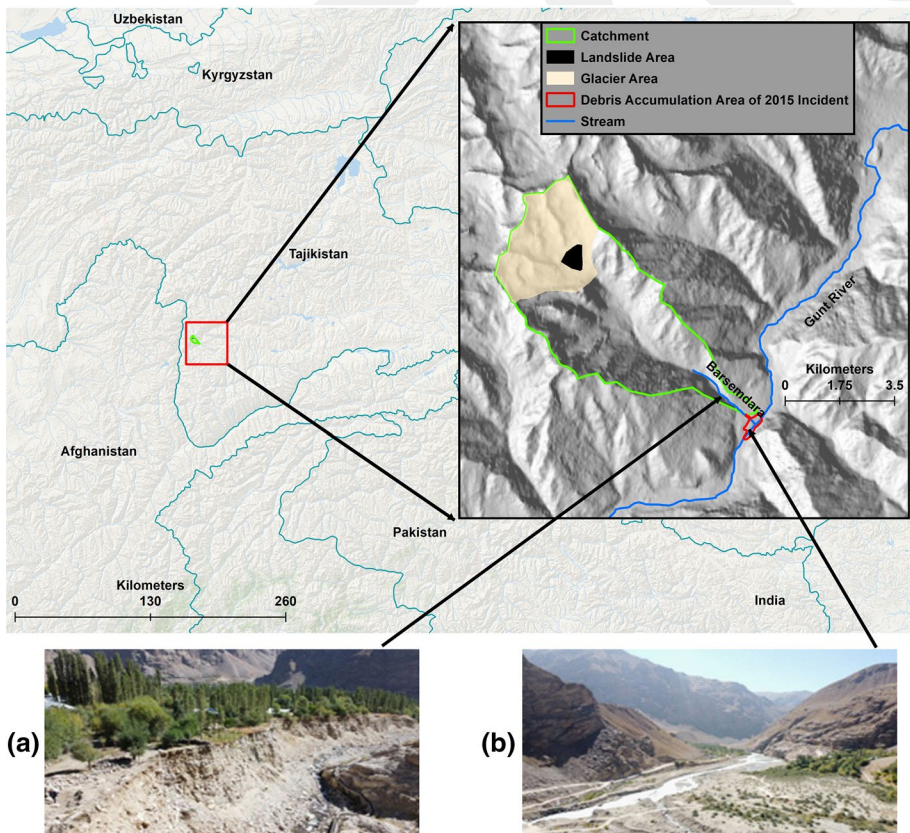 Uzbekistan
Kyrgyzstan
Tajikistan
Afghanistan
Pakistan
India
Kilometers
0 130 260
Catchment
Landslide Area
Glacier Area
Debris Accumulation Area of 2015 Incident
Stream
Gunt River
Barsemdara
Kilometers
0 1.75 3.5
(a)
(b)